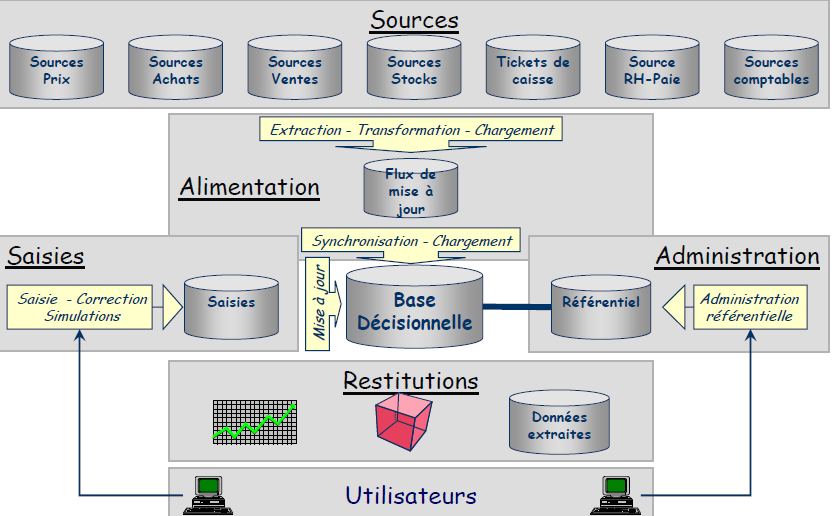 Sources
Sources
Prix
Sources
Achats
Sources
Ventes
Sources
Stocks
Tickets de
caisse
Source
RH-Paie
Sources
comptables
Extraction - Transformation - Chargement
Alimentation
Flux de
mise à
jour
Synchronisation - Chargement
Saisies
Saisie - Correction
Simulations
Saisies
Mise à jour
Base
Décisionnelle
Administration
Référentiel
Administration
référentielle
Restitutions
Données
extraites
Utilisateurs